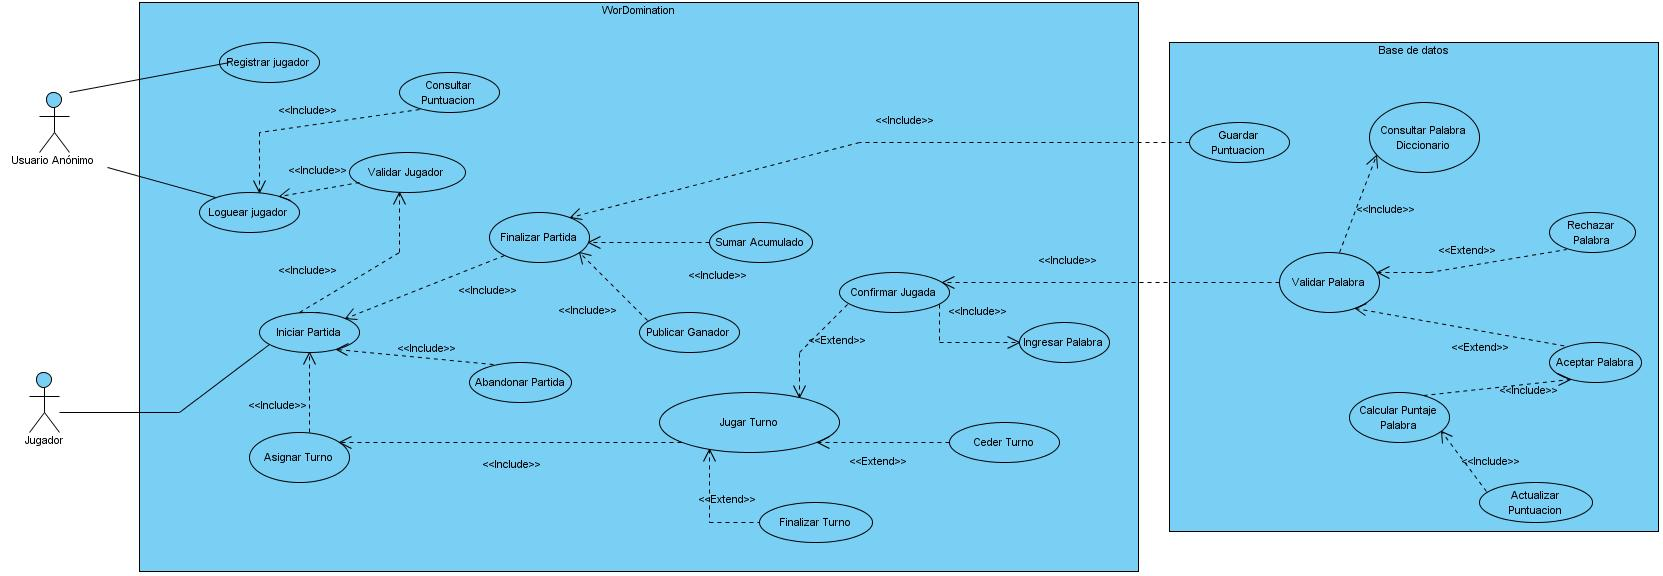 WorDomination
Base de datos
Registrar jugador
Consultar
Puntuacion
<<Include>>
<<Include>>
Guardar
Puntuacion
Consultar Palabra
Diccionario
Usuario Anónimo
<<Include>>
Validar Jugador
Loguear jugador
<<Include>>
Finalizar Partida
Sumar Acumulado
Rechazar
Palabra
<<Extend>>
<<Include>>
<<Include>>
<<Include>>
Validar Palabra
<<Include>>
Confirmar Jugada
<<Include>>
<<Include>>
Iniciar Partida
Publicar Ganador
<<Extend>>
Ingresar Palabra
<<Include>>
<<Extend>>
Aceptar Palabra
Abandonar Partida
<<Include>>
Jugador
<<Include>>
Calcular Puntaje
Palabra
Jugar Turno
Ceder Turno
Asignar Turno
<<Include>>
<<Extend>>
<<Include>>
<<Extend>>
Finalizar Turno
Actualizar
Puntuacion